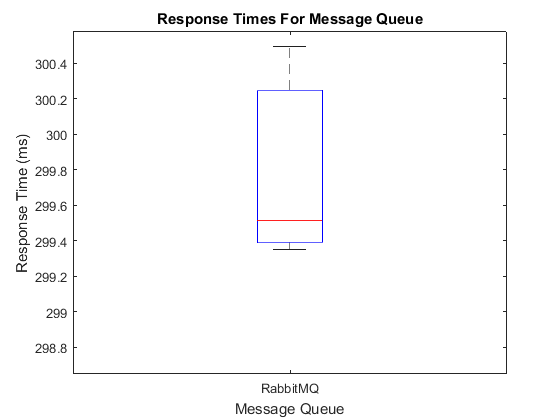 Response Times For Message Queue
Response Time (ms)
300.4
300.2
300
299.8
299.6
299.4
299.2
299
298.8
RabbitMQ
Message Queue